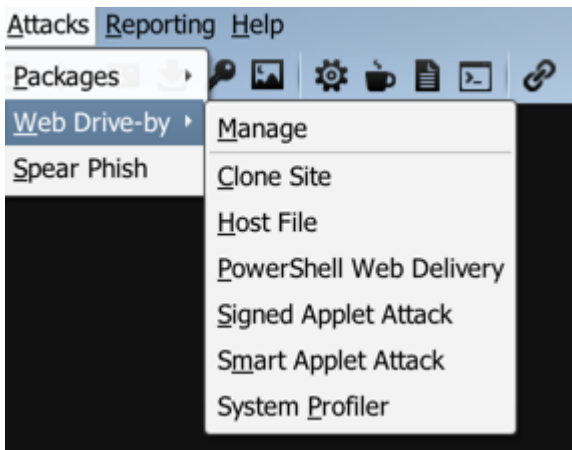 Attacks Reporting Help
Packages
Web Drive-by
Spear Phish
Manage
Clone Site
Host File
PowerShell Web Delivery
Signed Applet Attack
Smart Applet Attack
System Profiler